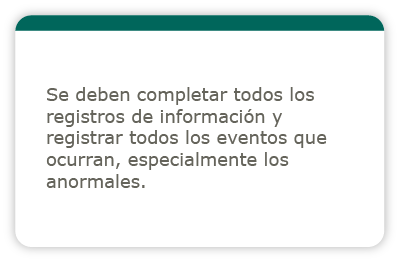 Se deben completar todos los
registros de información y
registrar todos los eventos que
ocurran, especialmente los
anormales.